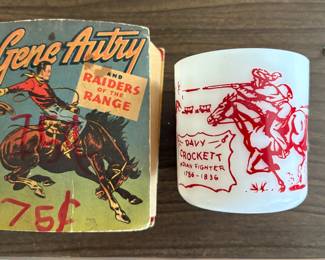 Gene Autry
AND
RAIDERS OF
THE
RANGE
75¢
DAVY
CROCKETT
INDIAN FIGHTER
1786-1836